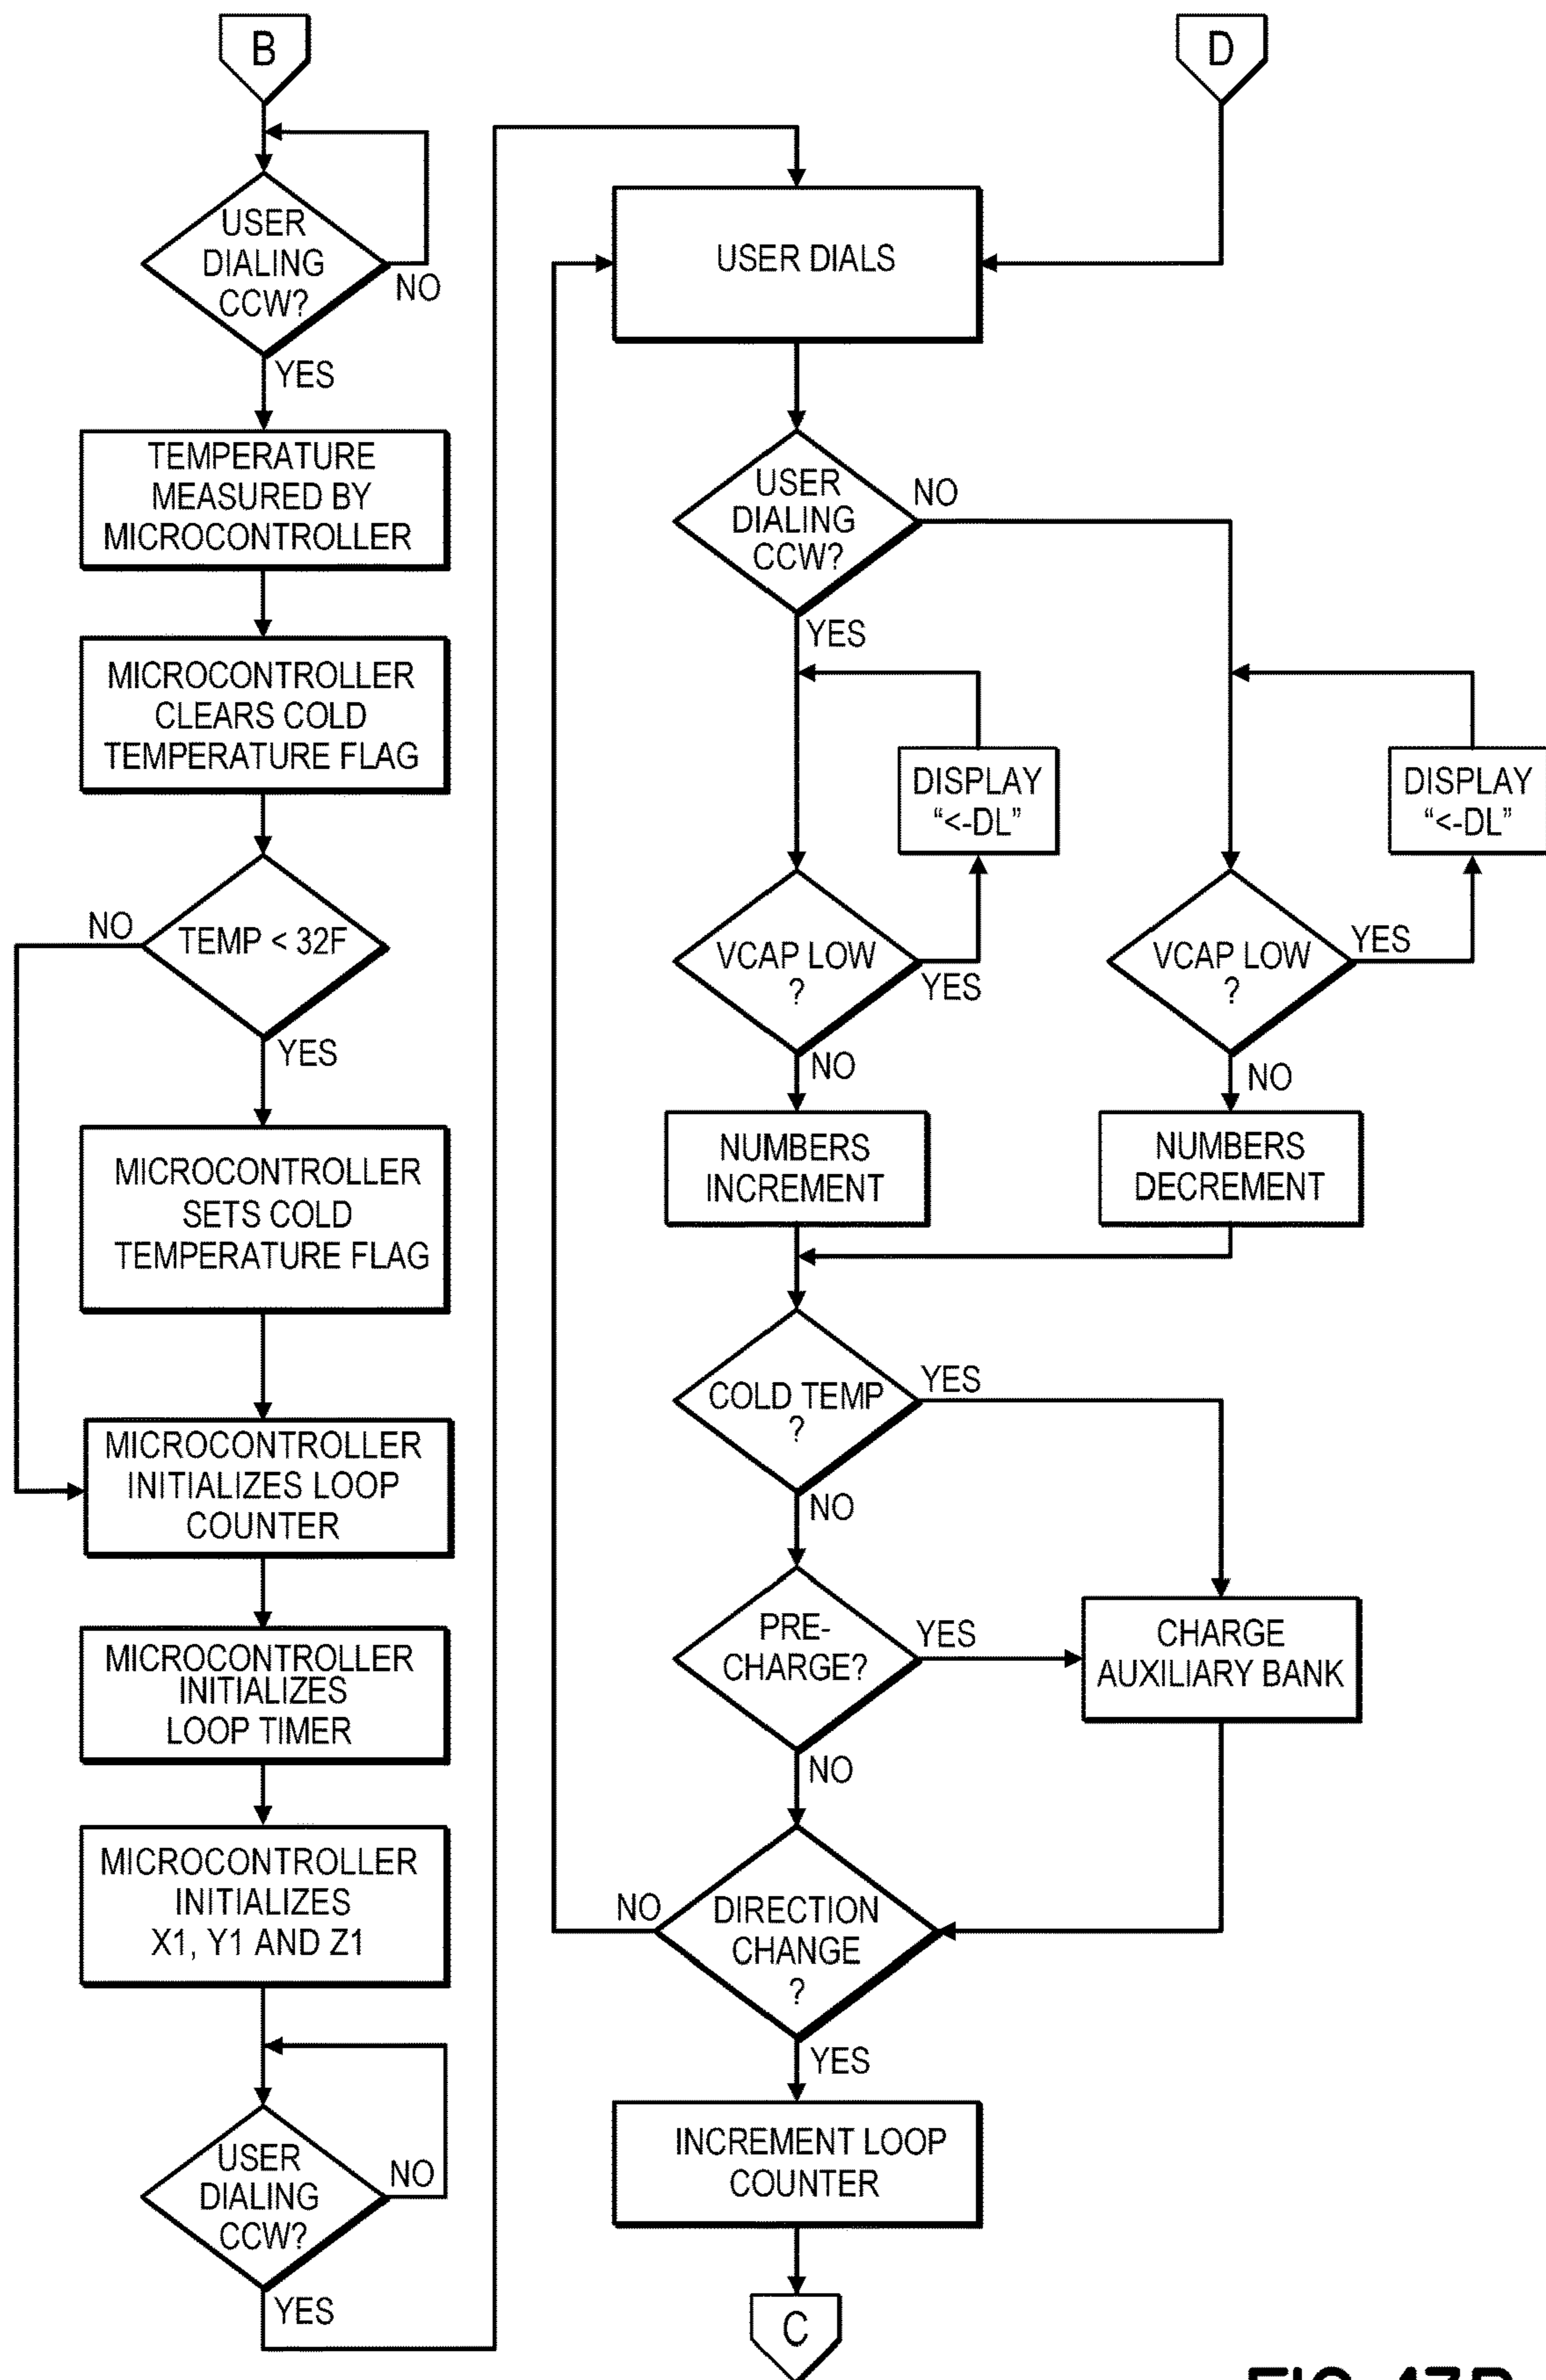 B
USER
DIALING
CCW?
NO
YES
TEMPERATURE
MEASURED BY
MICROCONTROLLER
MICROCONTROLLER
CLEARS COLD
TEMPERATURE FLAG
NO
TEMP < 32F
YES
MICROCONTROLLER
SETS COLD
TEMPERATURE FLAG
MICROCONTROLLER
INITIALIZES LOOP
COUNTER
MICROCONTROLLER
INITIALIZES
LOOP TIMER
MICROCONTROLLER
INITIALIZES
X1, Y1 AND Z1
USER
DIALING
CCW?
NO
YES
D
USER DIALS
USER
DIALING
CCW?
NO
YES
DISPLAY
“<-DL”
VCAP LOW
?
YES
NO
NUMBERS
INCREMENT
DISPLAY
“<-DL”
VCAP LOW
?
YES
NO
NUMBERS
DECREMENT
COLD TEMP
?
YES
NO
PRE-
CHARGE?
YES
CHARGE
AUXILIARY BANK
NO
DIRECTION
CHANGE
?
NO
YES
INCREMENT LOOP
COUNTER
C